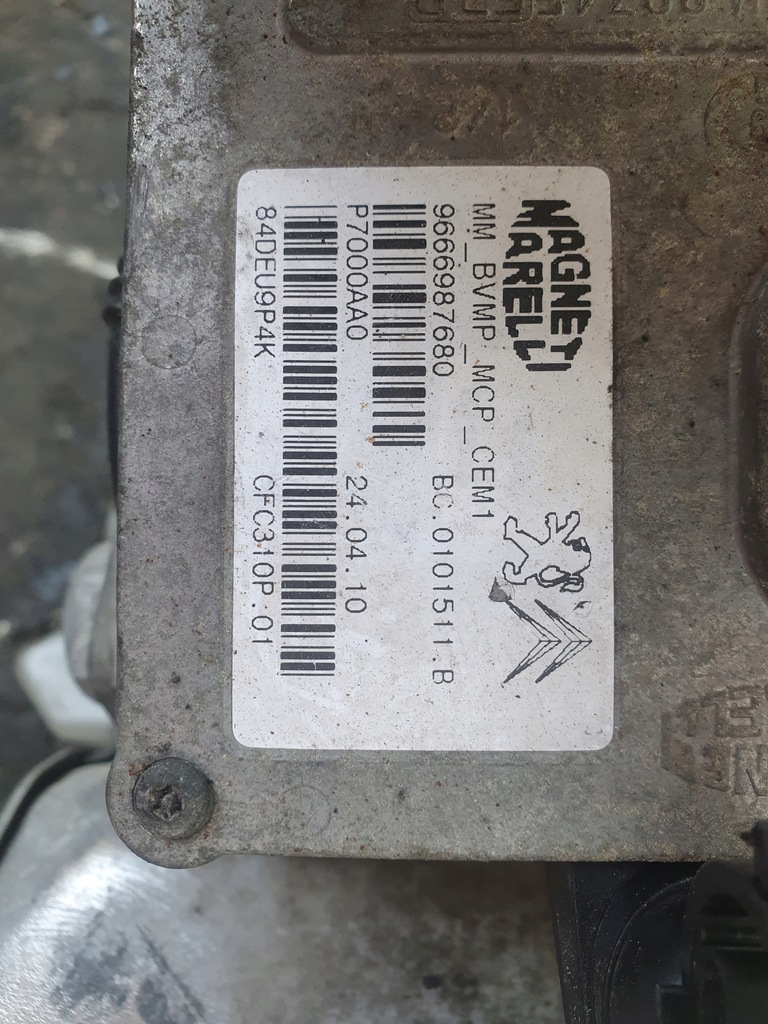 MAGNETI
MARELLI
MM_BVMP_MCP_CEM1
9666987680 BC.0101511.B
P7000AA0 24.04.10
84DEU9P4K CFC310P.01